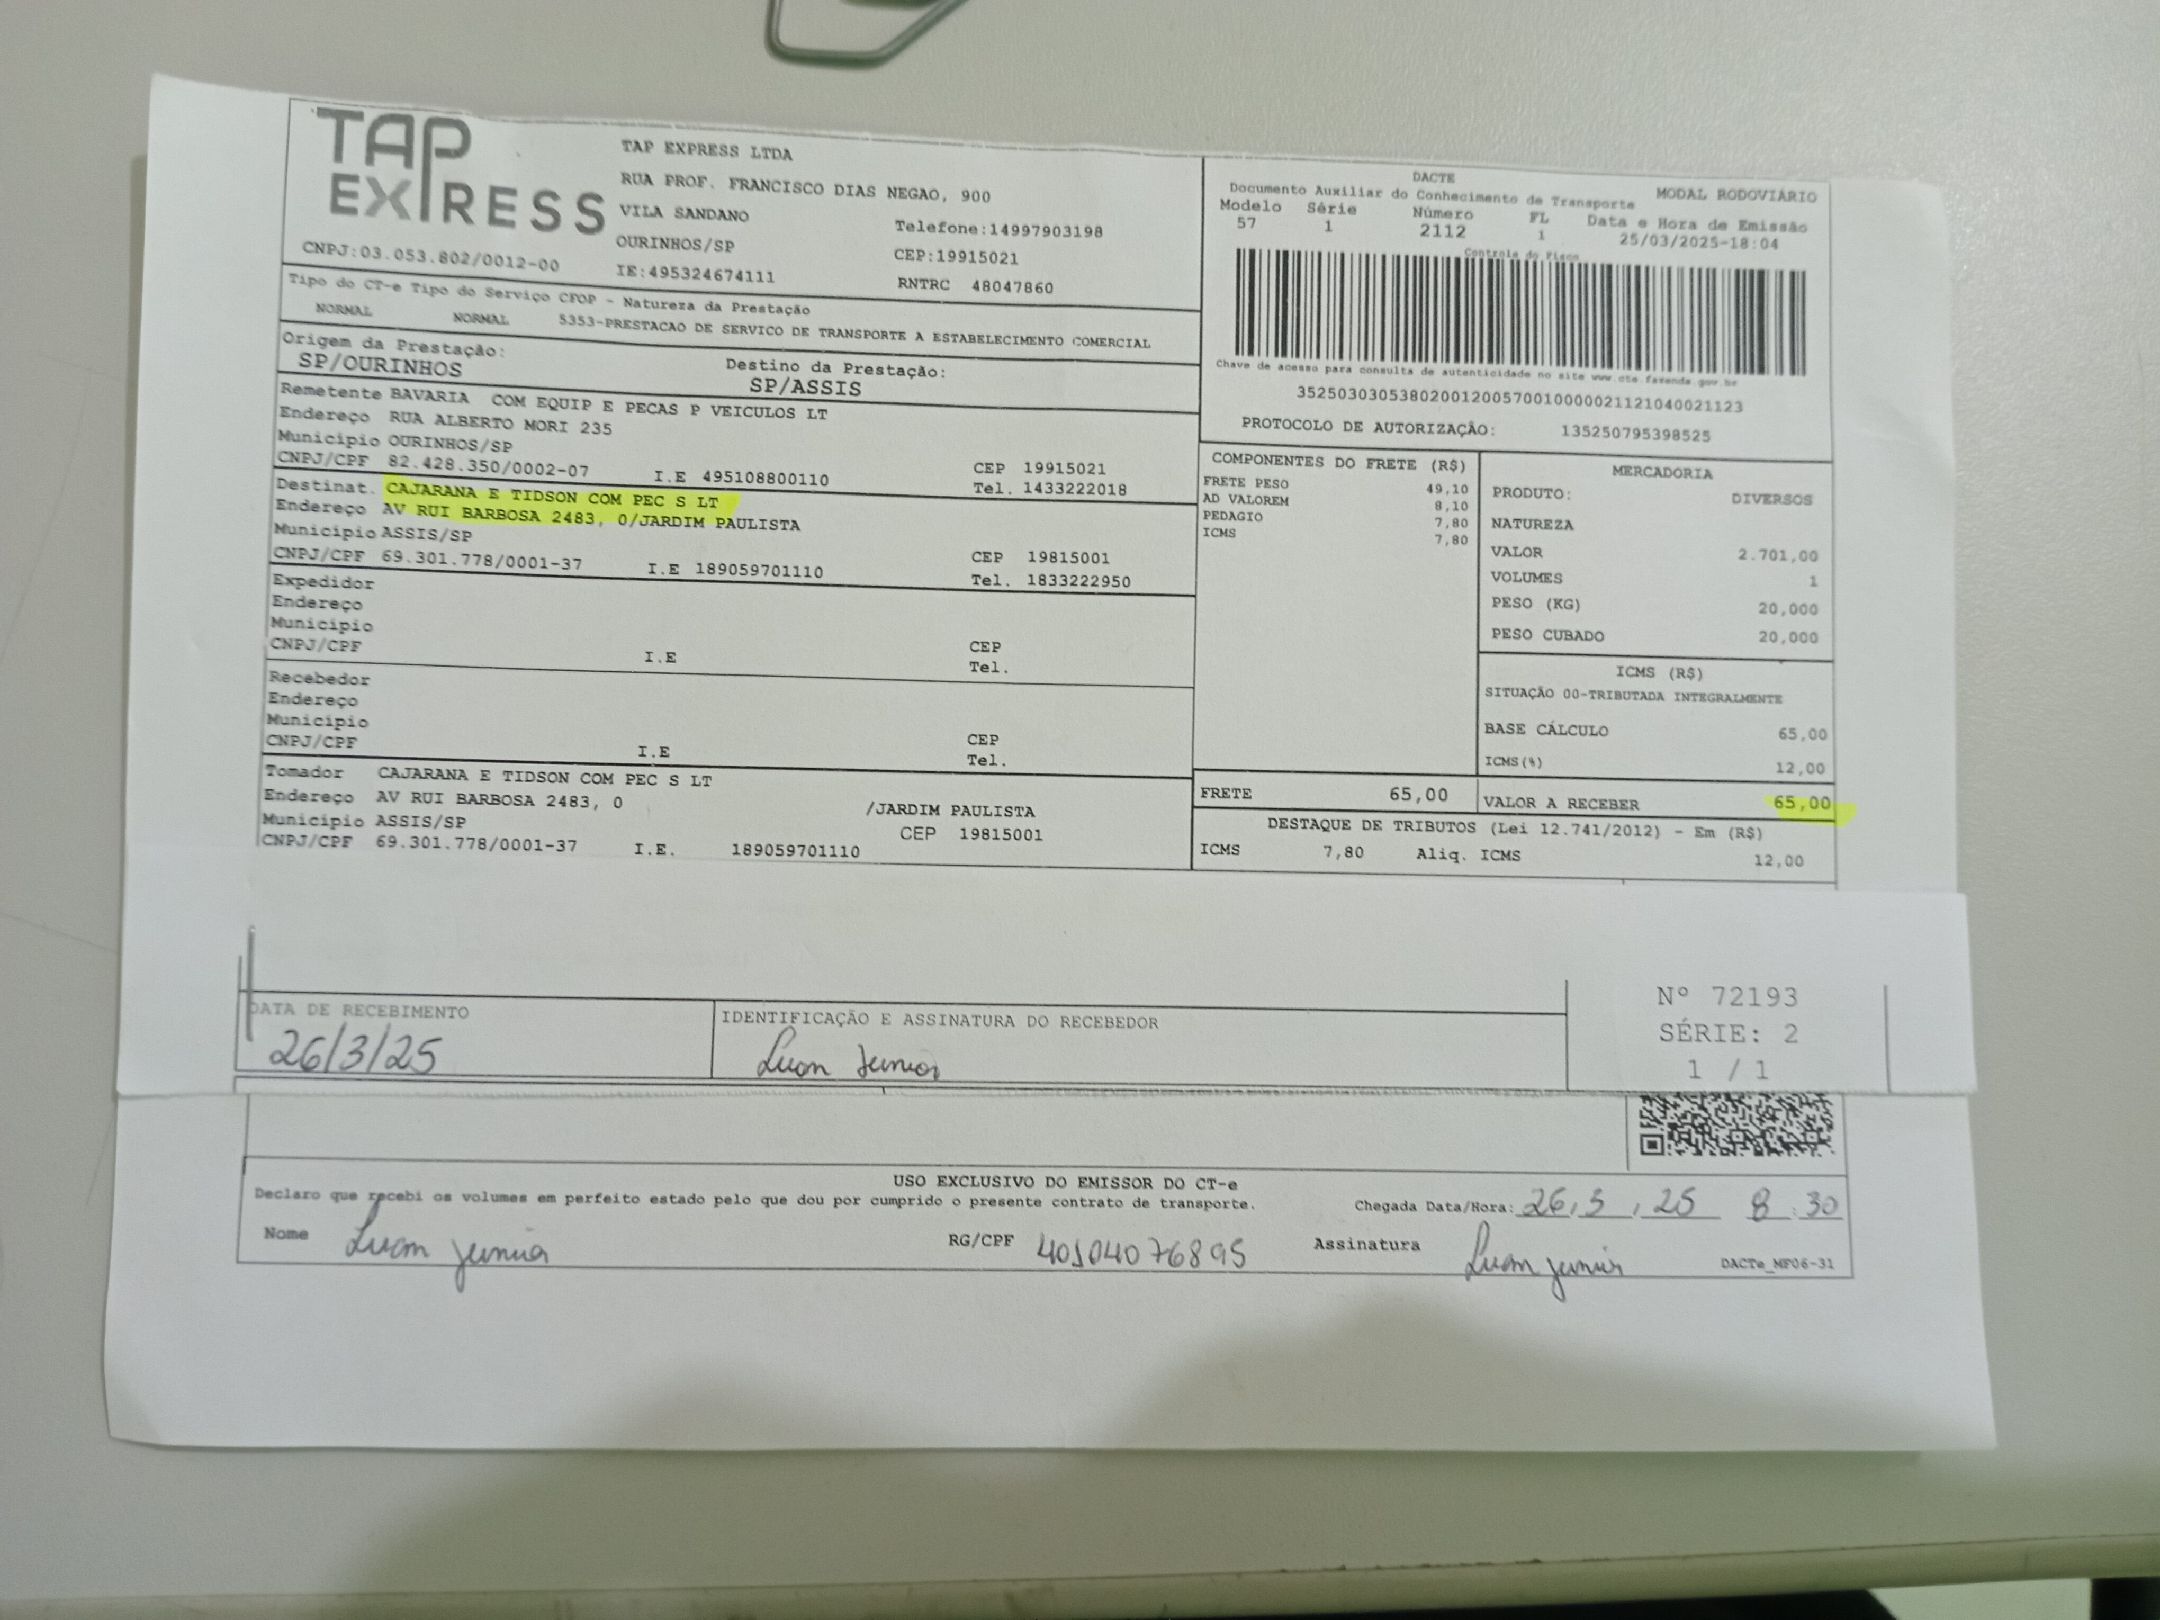 TAP
EXPRESS
CNPJ:03.053.802/0012-00
TAP EXPRESS LTDA
RUA PROF. FRANCISCO DIAS NEGAO, 900
VILA SANDANO
Telefone:14997903198
OURINHOS/SP
CEP:19915021
IE:495324674111
RNTRC 48047860
Tipo do CT-e Tipo do Serviço CFOP - Natureza da Prestação
NORMAL NORMAL 5353-PRESTACAO DE SERVICO DE TRANSPORTE A ESTABELECIMENTO COMERCIAL
Origem da Prestação: Destino da Prestação:
SP/OURINHOS SP/ASSIS
Remetente BAVARIA COM EQUIP E PECAS P VEICULOS LT
Endereço RUA ALBERTO MORI 235
Município OURINHOS/SP CEP 19915021
CNPJ/CPF 82.428.350/0002-07 I.E 495108800110 Tel. 1433222018
Destinat. CAJARANA E TIDSON COM PEC S LT
Endereço AV RUI BARBOSA 2483, 0/JARDIM PAULISTA
Município ASSIS/SP CEP 19815001
CNPJ/CPF 69.301.778/0001-37 I.E 189059701110 Tel. 1833222950
Expedidor
Endereço
Município CEP
CNPJ/CPF I.E Tel.
Recebedor
Endereço
Município CEP
CNPJ/CPF I.E Tel.
Tomador CAJARANA E TIDSON COM PEC S LT
Endereço AV RUI BARBOSA 2483, 0 /JARDIM PAULISTA
Município ASSIS/SP CEP 19815001
CNPJ/CPF 69.301.778/0001-37 I.E. 189059701110
DACTE
Documento Auxiliar do Conhecimento de Transporte MODAL RODOVIÁRIO
Modelo Série Número FL Data e Hora de Emissão
57 1 2112 1 25/03/2025-18:04
Controle do Fisco
Chave de acesso para consulta de autenticidade no site www.cte.fazenda.gov.br
35250303053802001200570010000021121040021123
PROTOCOLO DE AUTORIZAÇÃO: 135250795398525
COMPONENTES DO FRETE (R$)
FRETE PESO 49,10
AD VALOREM 8,10
PEDAGIO 7,80
ICMS 7,80
MERCADORIA
PRODUTO: DIVERSOS
NATUREZA
VALOR 2.701,00
VOLUMES 1
PESO (KG) 20,000
PESO CUBADO 20,000
ICMS (R$)
SITUAÇÃO 00-TRIBUTADA INTEGRALMENTE
BASE CÁLCULO 65,00
ICMS(%) 12,00
FRETE 65,00 VALOR A RECEBER 65,00
DESTAQUE DE TRIBUTOS (Lei 12.741/2012) - Em (R$)
ICMS 7,80 Aliq. ICMS 12,00
DATA DE RECEBIMENTO IDENTIFICAÇÃO E ASSINATURA DO RECEBEDOR
26/3/25 Luan Junior
Nº 72193
SÉRIE: 2
1 / 1
USO EXCLUSIVO DO EMISSOR DO CT-e
Declaro que recebi os volumes em perfeito estado pelo que dou por cumprido o presente contrato de transporte. Chegada Data/Hora: 26,3,25 8:30
Nome Luan Junior RG/CPF 40104076895 Assinatura Luan Junior DACTe_MF06-31